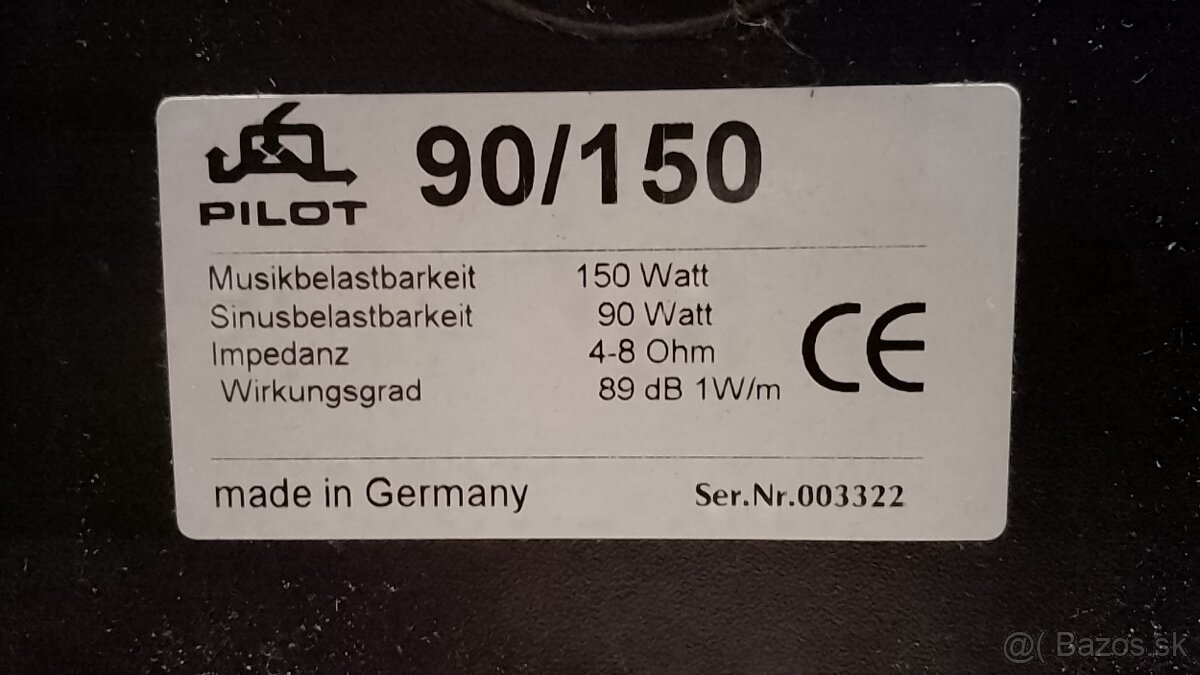 PILOT
90/150
Musikbelastbarkeit 150 Watt
Sinusbelastbarkeit 90 Watt
Impedanz 4-8 Ohm
Wirkungsgrad 89 dB 1W/m
CE
made in Germany Ser.Nr.003322
@( Bazos.sk